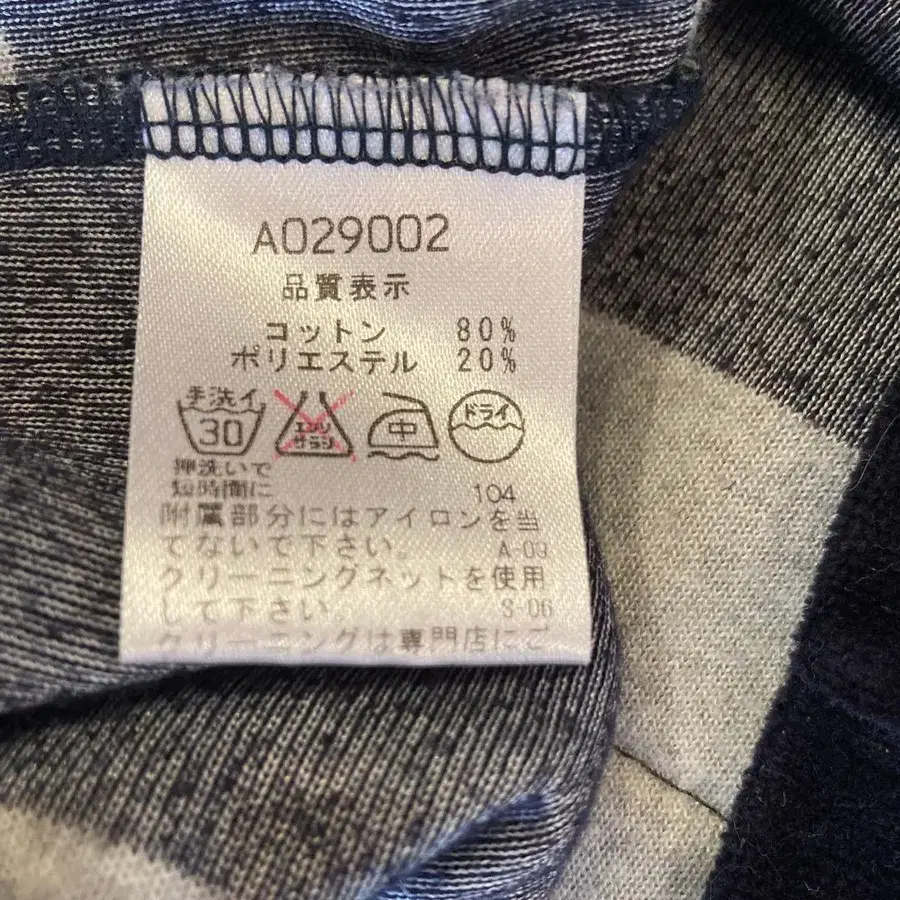 A029002
品質表示
コットン 80%
ポリエステル 20%
手洗イ 30 エンソ サラシ 中 ドライ
押洗いで
短時間に 104
附属部分にはアイロンを当
てないで下さい。 A-03
クリーニングネットを使用
して下さい。 S-06
クリーニングは専門店にご